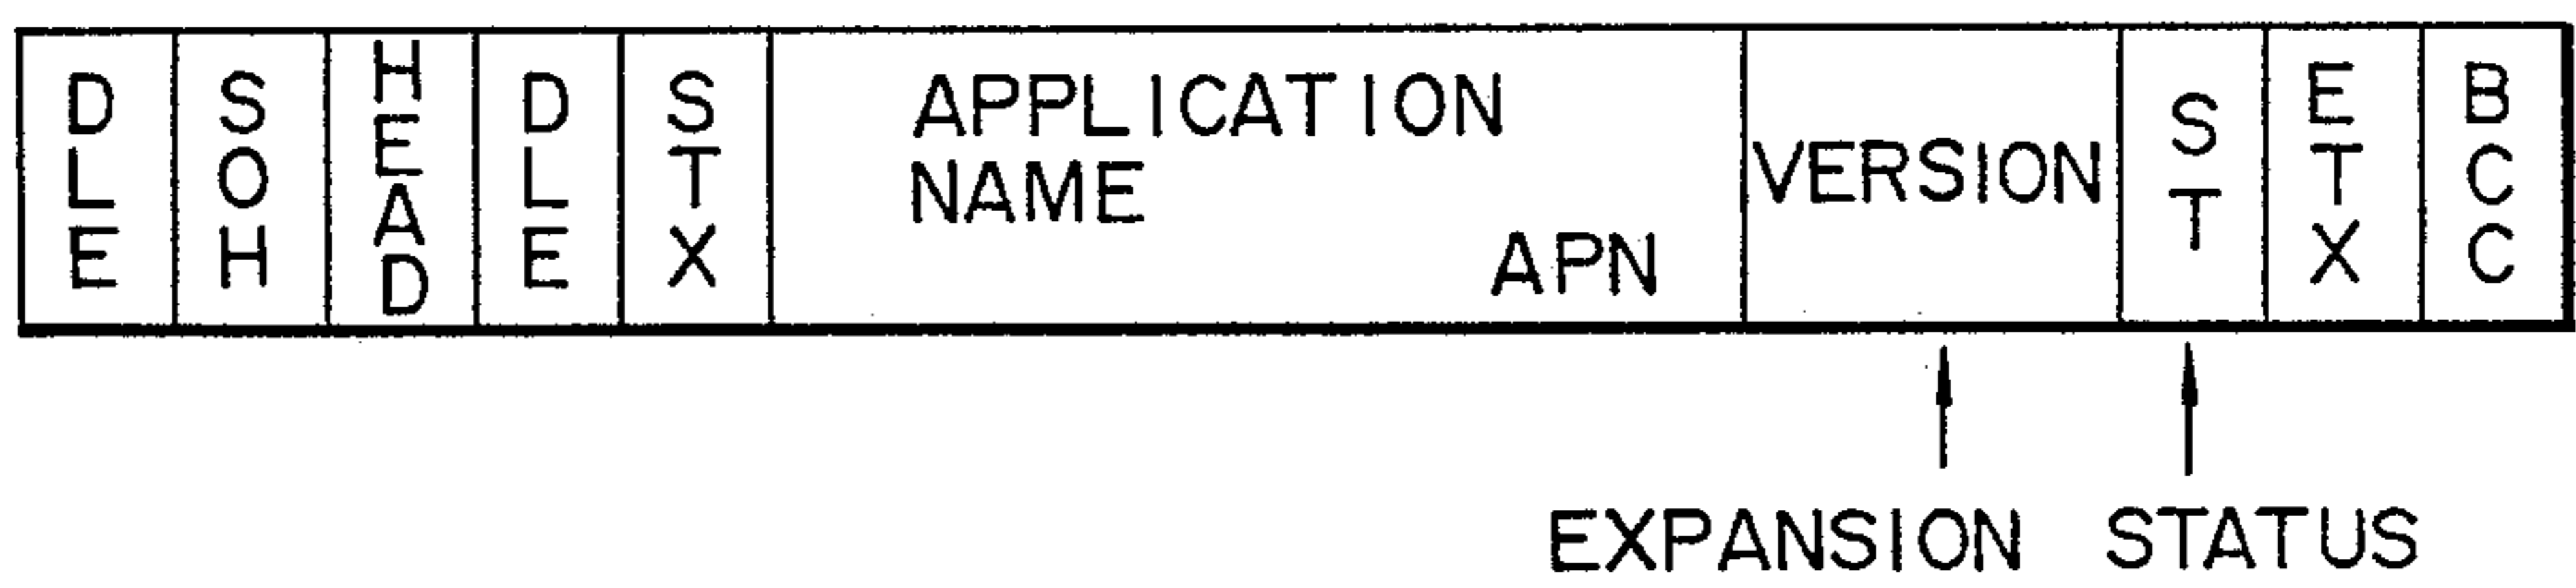 DLE
SOH
HEAD
DLE
STX
APPLICATION
NAME
APN
VERSION
ST
ETX
BCC
EXPANSION STATUS